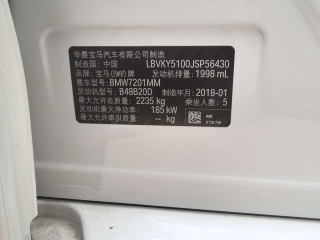 华晨宝马汽车有限公司制造
制造: 中国 LBVKY5100JSP56430
品牌: 宝马(BMW)牌 发动机排量: 1998 mL
整车型号: BMW7201MM
发动机型号: B48B20D 制造年月: 2018-01
最大允许总质量: 2235 kg 乘坐人数: 5
发动机最大净功率: 185 kW
最大允许牵引质量: -- kg